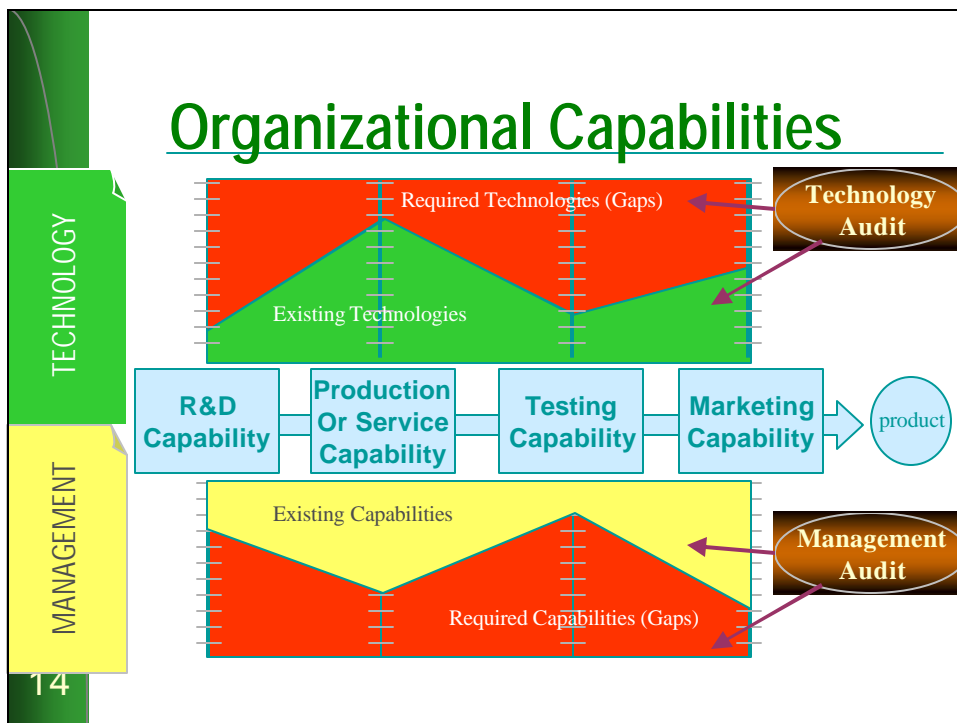 Organizational Capabilities
TECHNOLOGY
Required Technologies (Gaps)
Technology
Audit
Existing Technologies
R&D
Capability
Production
Or Service
Capability
Testing
Capability
Marketing
Capability
product
MANAGEMENT
Existing Capabilities
Management
Audit
Required Capabilities (Gaps)
14